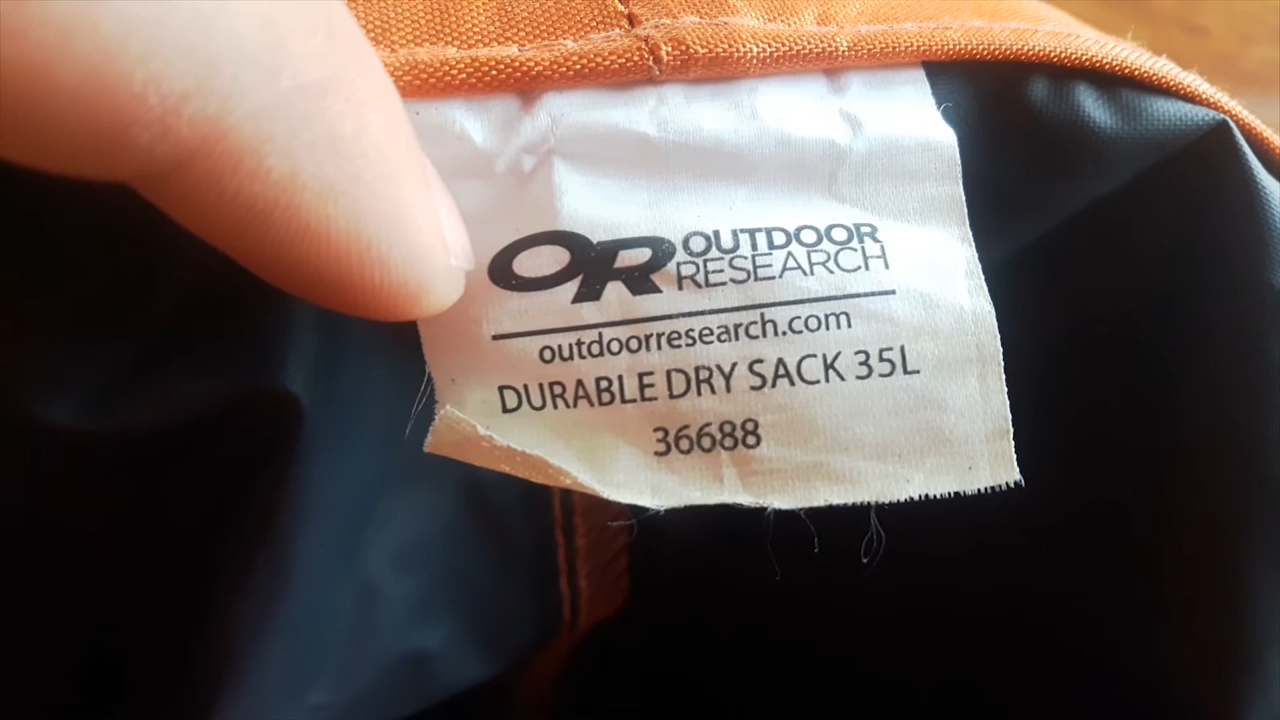 OR OUTDOOR
RESEARCH
outdoorresearch.com
DURABLE DRY SACK 35L
36688